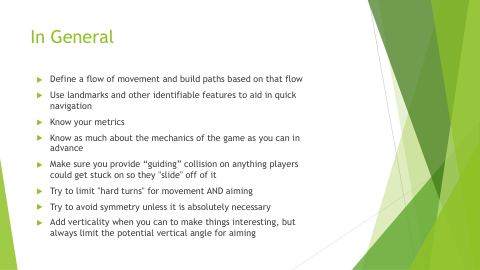 In General
Define a flow of movement and build paths based on that flow
Use landmarks and other identifiable features to aid in quick
navigation
Know your metrics
Know as much about the mechanics of the game as you can in
advance
Make sure you provide “guiding” collision on anything players
could get stuck on so they "slide" off of it
Try to limit "hard turns" for movement AND aiming
Try to avoid symmetry unless it is absolutely necessary
Add verticality when you can to make things interesting, but
always limit the potential vertical angle for aiming